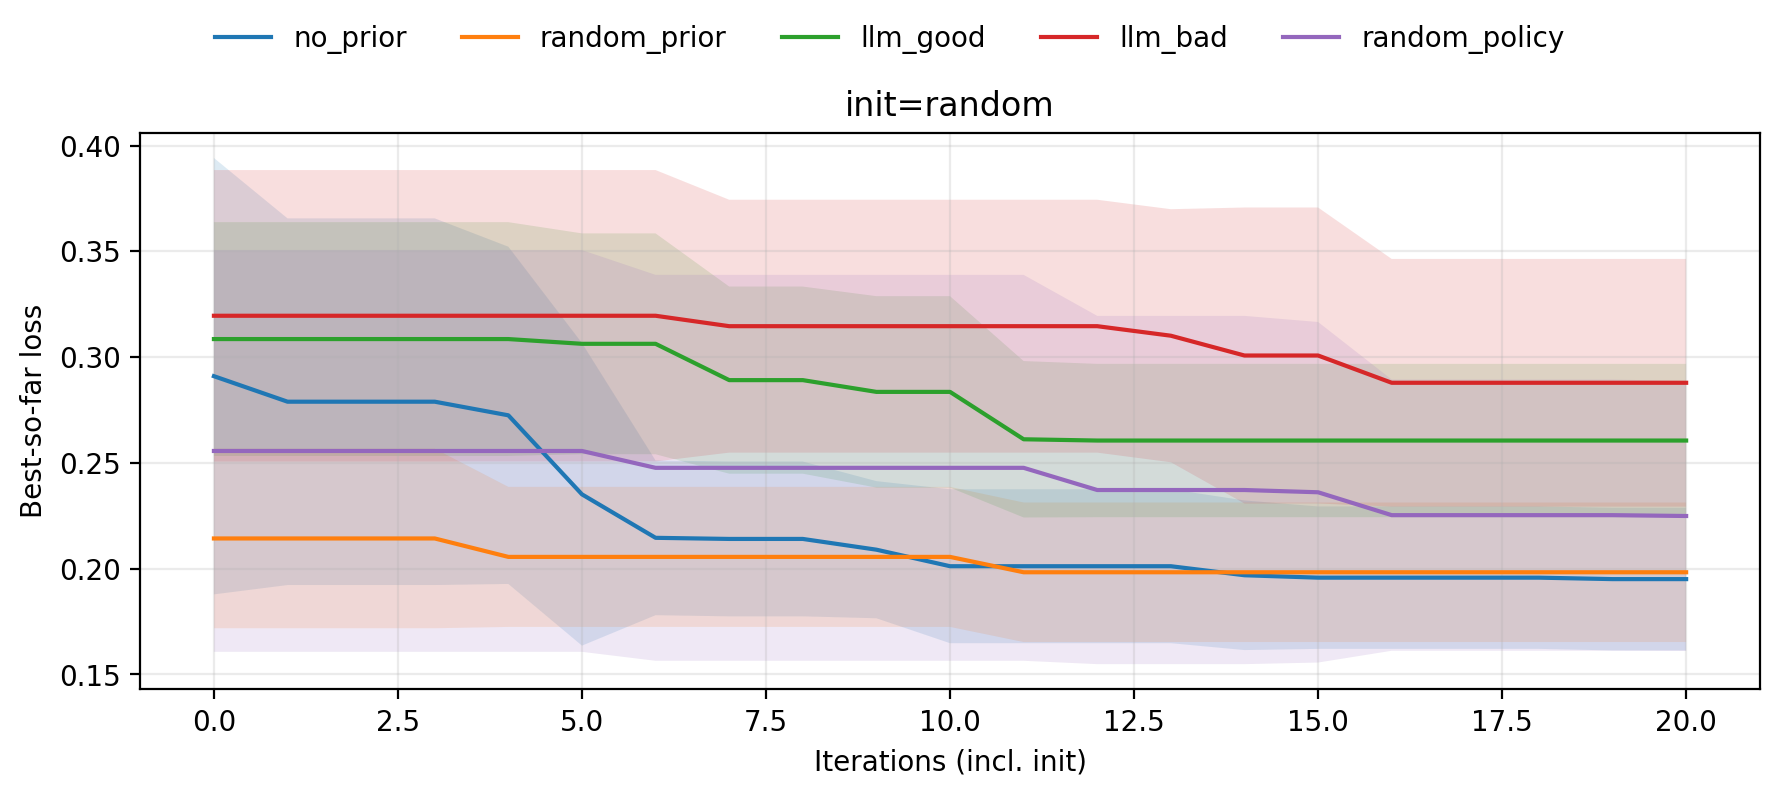 no_prior random_prior llm_good llm_bad random_policy
init=random
0.40
0.35
0.30
0.25
0.20
0.15
Best-so-far loss
0.0 2.5 5.0 7.5 10.0 12.5 15.0 17.5 20.0
Iterations (incl. init)